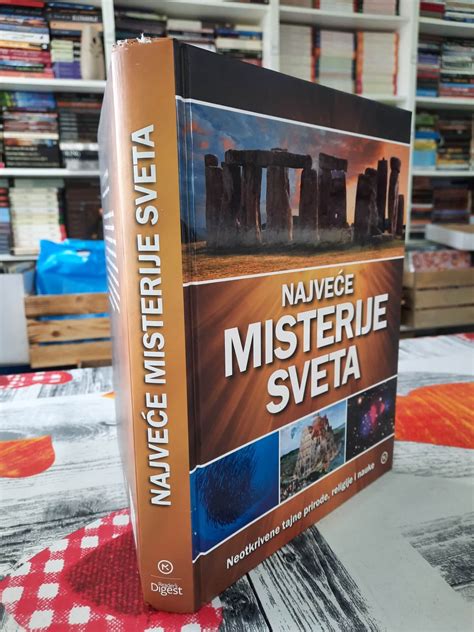 NAJVEĆE MISTERIJE SVETA
Reader's
Digest
NAJVEĆE
MISTERIJE
SVETA
Neotkrivene tajne prirode, religije i nauke